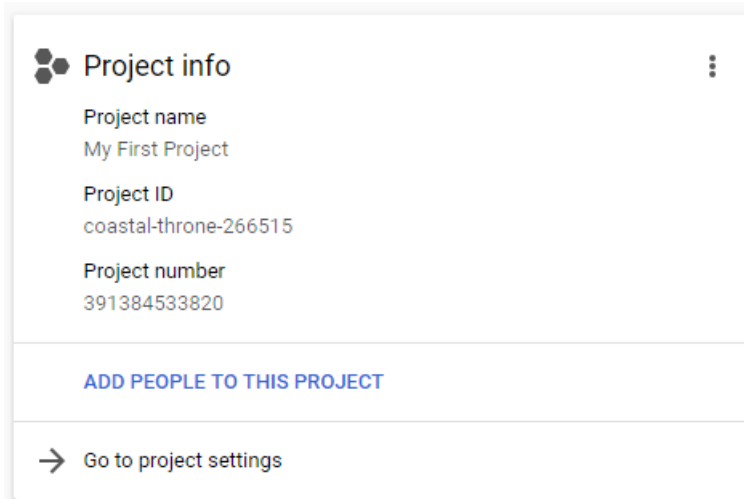 Project info
Project name
My First Project
Project ID
coastal-throne-266515
Project number
391384533820
ADD PEOPLE TO THIS PROJECT
Go to project settings